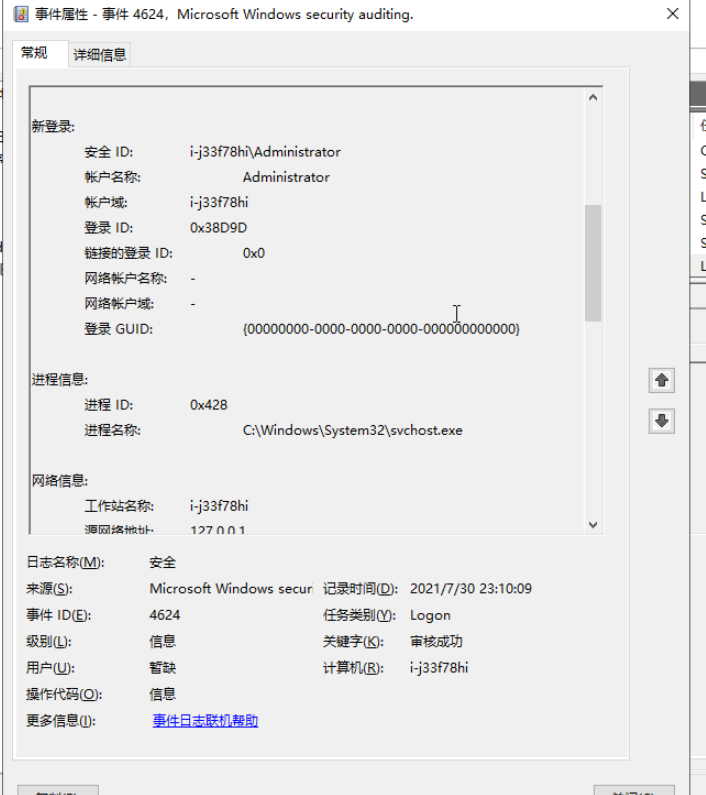 事件属性 - 事件 4624，Microsoft Windows security auditing.
常规 详细信息
新登录:
安全 ID: i-j33f78hi\Administrator
帐户名称: Administrator
帐户域: i-j33f78hi
登录 ID: 0x38D9D
链接的登录 ID: 0x0
网络帐户名称: -
网络帐户域: -
登录 GUID: {00000000-0000-0000-0000-000000000000}
进程信息:
进程 ID: 0x428
进程名称: C:\Windows\System32\svchost.exe
网络信息:
工作站名称: i-j33f78hi
源网络地址: 127.0.0.1
日志名称(M): 安全
来源(S): Microsoft Windows securi 记录时间(D): 2021/7/30 23:10:09
事件 ID(E): 4624 任务类别(Y): Logon
级别(L): 信息 关键字(K): 审核成功
用户(U): 暂缺 计算机(R): i-j33f78hi
操作代码(O): 信息
更多信息(I): 事件日志联机帮助